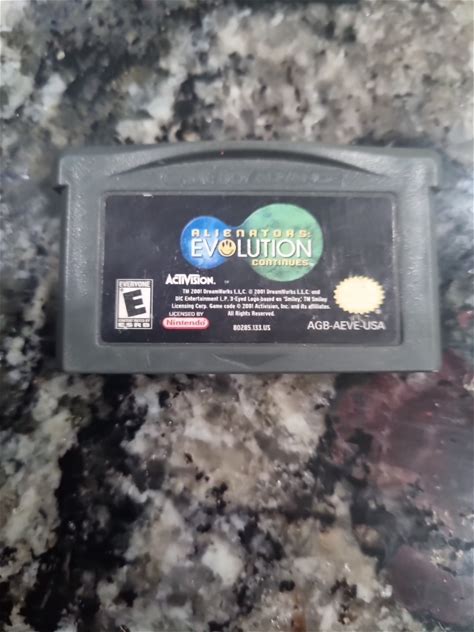 ALIENATORS:
EVOLUTION
CONTINUES
ACTIVISION.
TM 2001 DreamWorks L.L.C. © 2001 DreamWorks L.L.C. and
DIC Entertainment L.P. 3-Eyed Logo based on "Smiley," TM Smiley
Licensing Corp. Game code © 2001 Activision, Inc. and its affiliates.
All Rights Reserved.
EVERYONE
E
ESRB
LICENSED BY
Nintendo
80285.133.US
AGB-AEVE-USA